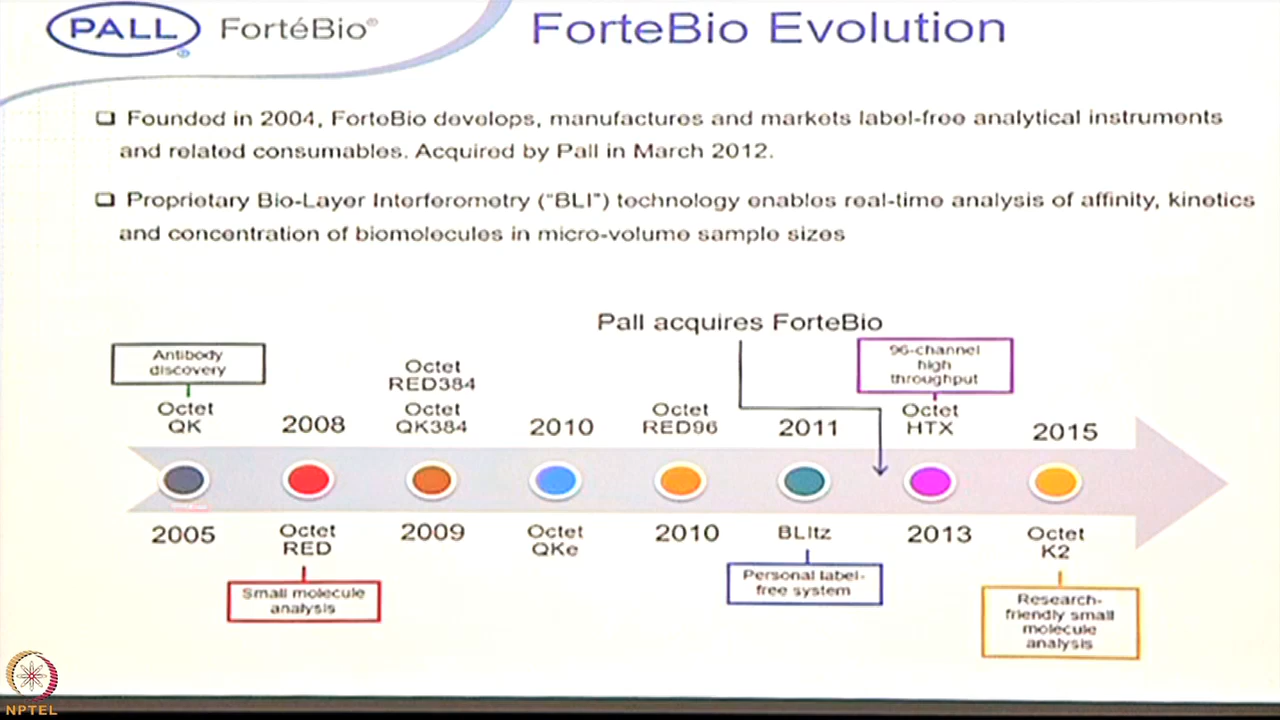 PALL FortéBio®
ForteBio Evolution
Founded in 2004, ForteBio develops, manufactures and markets label-free analytical instruments
and related consumables. Acquired by Pall in March 2012.
Proprietary Bio-Layer Interferometry ("BLI") technology enables real-time analysis of affinity, kinetics
and concentration of biomolecules in micro-volume sample sizes
Pall acquires ForteBio
Antibody
discovery
Octet
QK
2005
2008
Octet
RED
Small molecule
analysis
Octet
RED384
Octet
QK384
2009
2010
Octet
QKe
Octet
RED96
2010
2011
BLItz
Personal label-
free system
96-channel
high
throughput
Octet
HTX
2013
2015
Octet
K2
Research-
friendly small
molecule
analysis
NPTEL